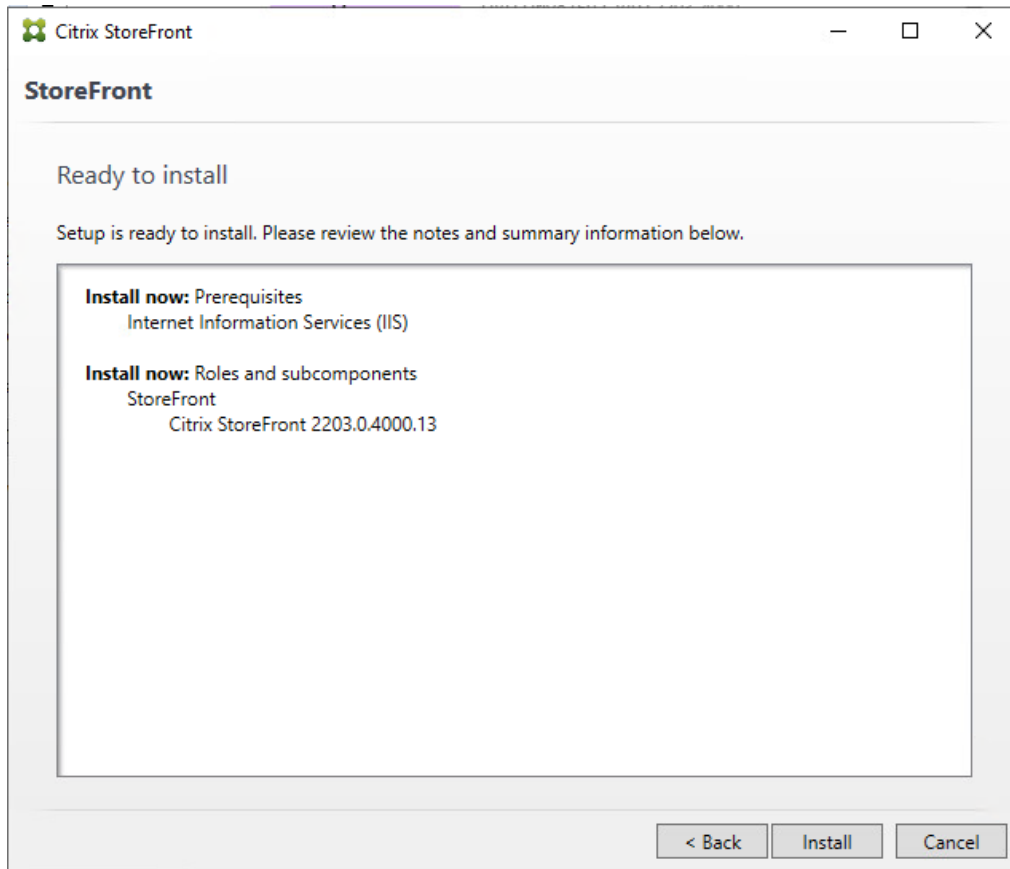 Citrix StoreFront
StoreFront
Ready to install
Setup is ready to install. Please review the notes and summary information below.
Install now: Prerequisites
Internet Information Services (IIS)
Install now: Roles and subcomponents
StoreFront
Citrix StoreFront 2203.0.4000.13
< Back
Install
Cancel